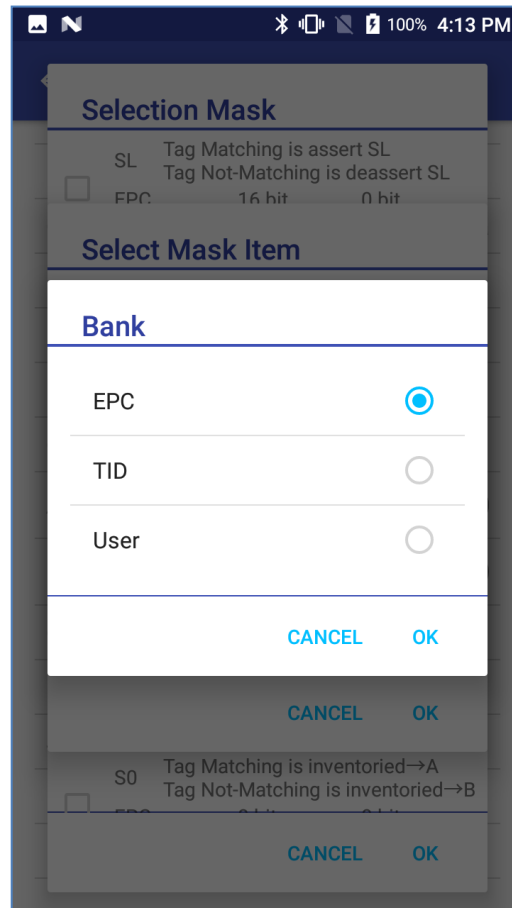 100% 4:13 PM
Selection Mask
SL Tag Matching is assert SL
Tag Not-Matching is deassert SL
EPC 16 bit 0 bit
Select Mask Item
Bank
EPC
TID
User
CANCEL OK
CANCEL OK
S0 Tag Matching is inventoried→A
Tag Not-Matching is inventoried→B
CANCEL OK